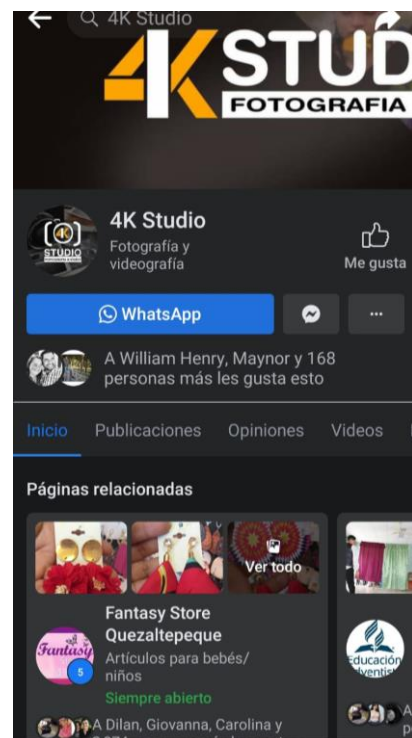 4K Studio
4K STUD
FOTOGRAFIA
4K
STUDIO
4K Studio
Fotografía y
videografía
Me gusta
WhatsApp
...
A William Henry, Maynor y 168
personas más les gusta esto
Inicio Publicaciones Opiniones Videos
Páginas relacionadas
Ver todo
Fantasy Store
Quezaltepeque
Fantasy
5
Artículos para bebés/
niños
Siempre abierto
A Dilan, Giovanna, Carolina y
Educación
dventist
A